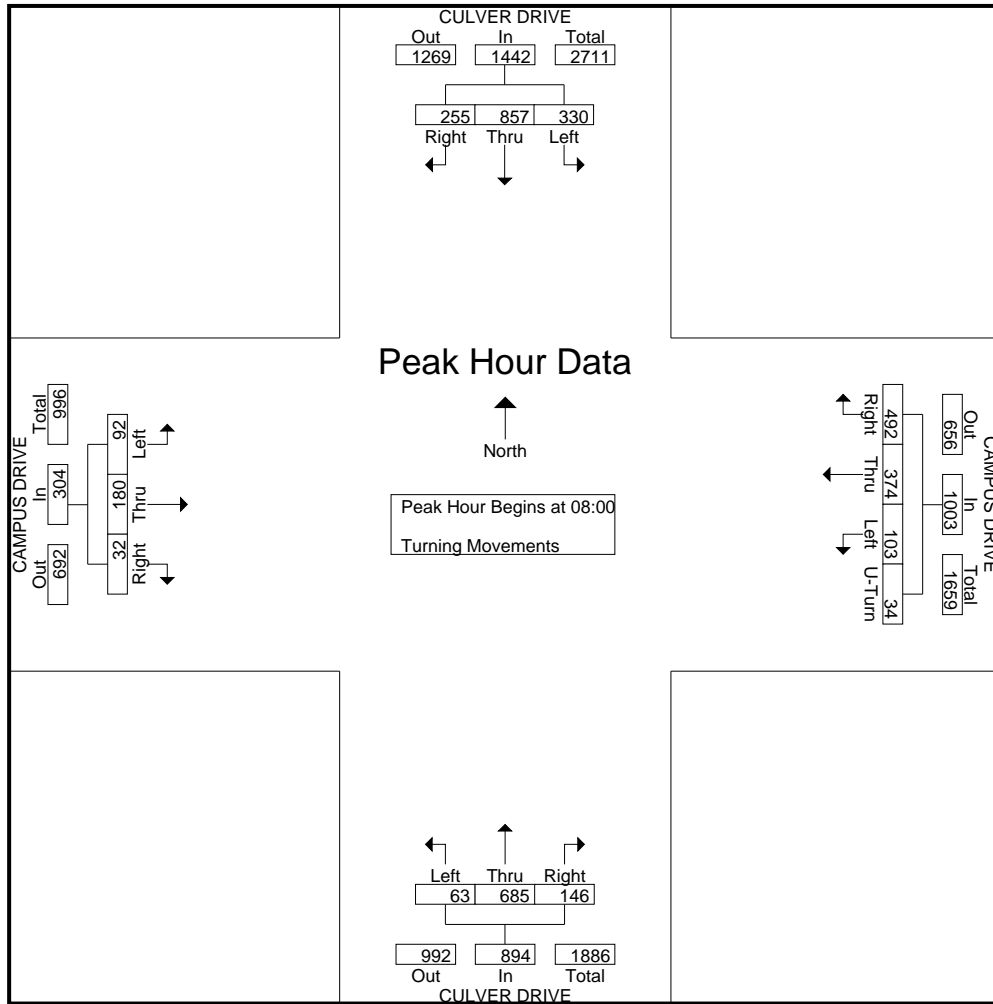 CULVER DRIVE
Out In Total
1269 1442 2711
255 857 330
Right Thru Left
Peak Hour Data
North
Peak Hour Begins at 08:00
Turning Movements
CAMPUS DRIVE
Total In Out
996 304 692
92 180 32
Left Thru Right
CAMPUS DRIVE
Out In Total
656 1003 1659
492 374 103 34
Right Thru Left U-Turn
Left Thru Right
63 685 146
992 894 1886
Out In Total
CULVER DRIVE